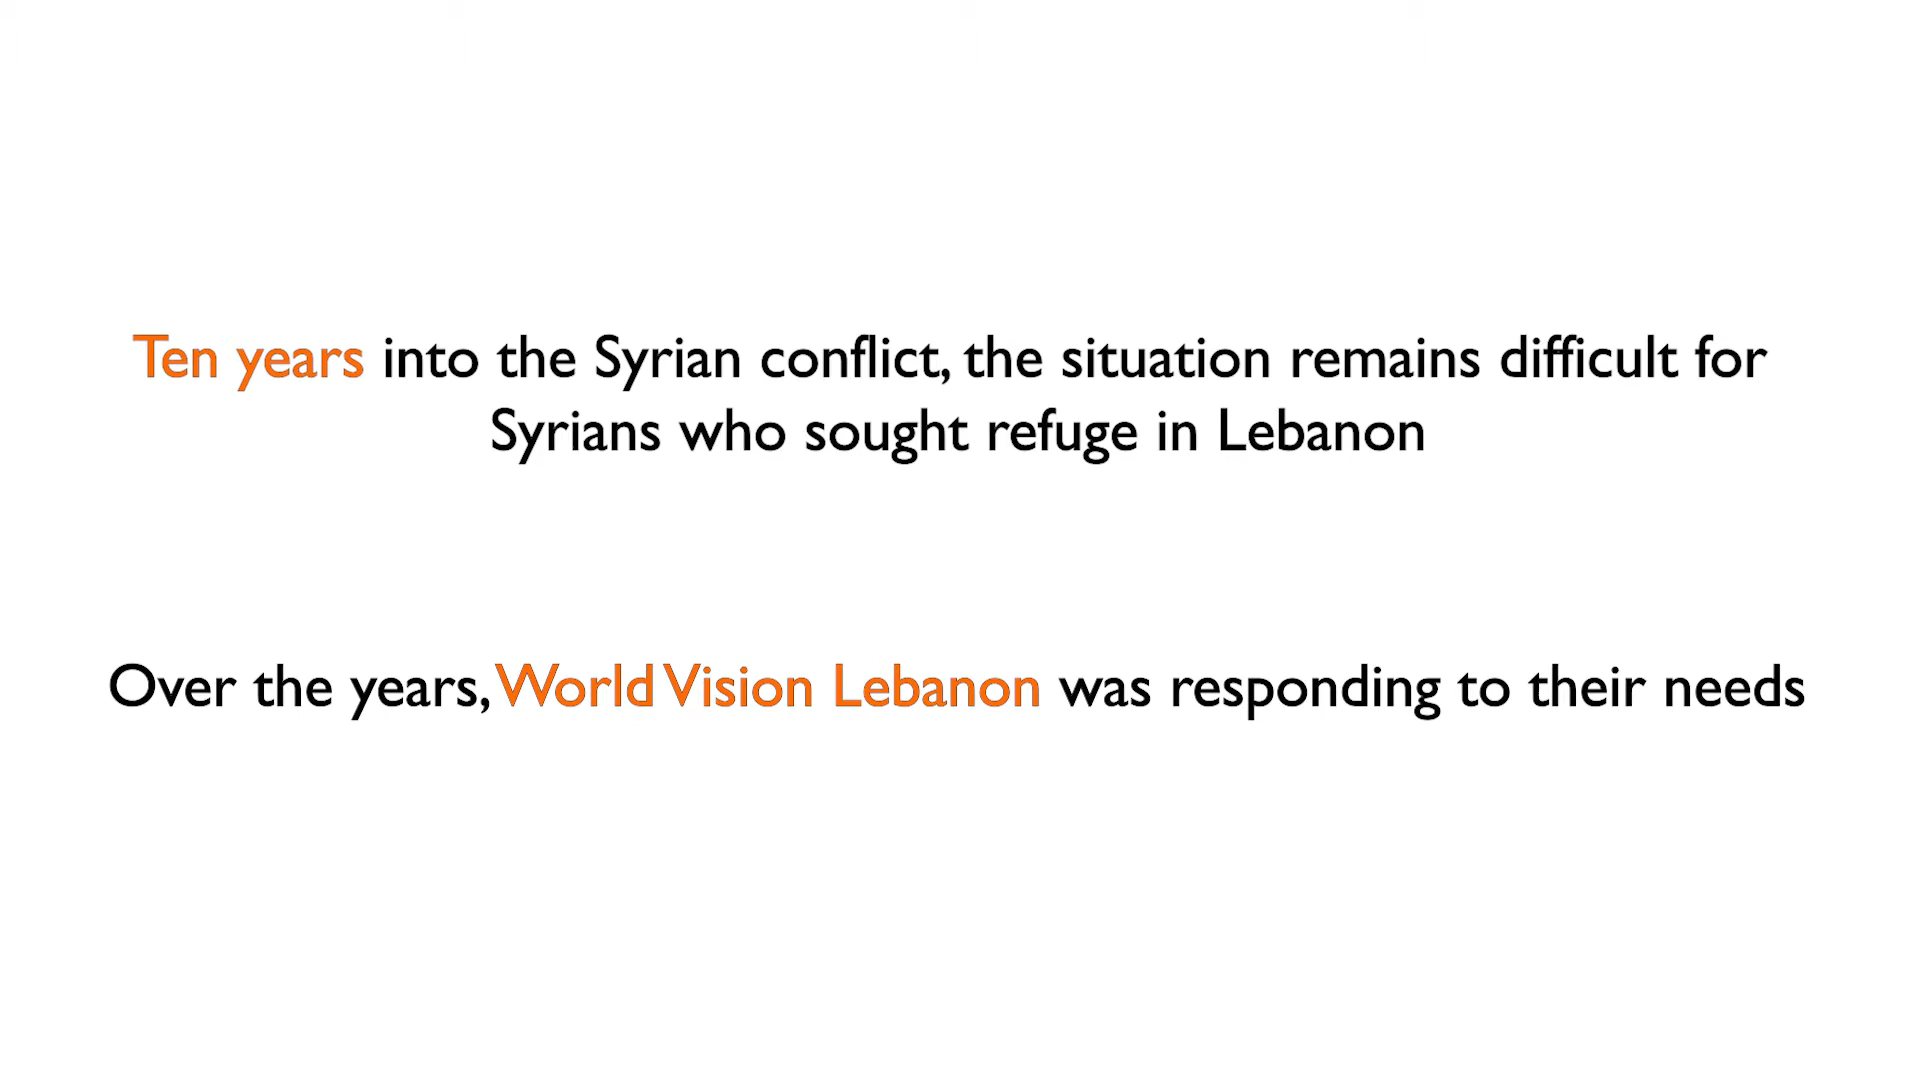 Ten years into the Syrian conflict, the situation remains difficult for
Syrians who sought refuge in Lebanon
Over the years, World Vision Lebanon was responding to their needs